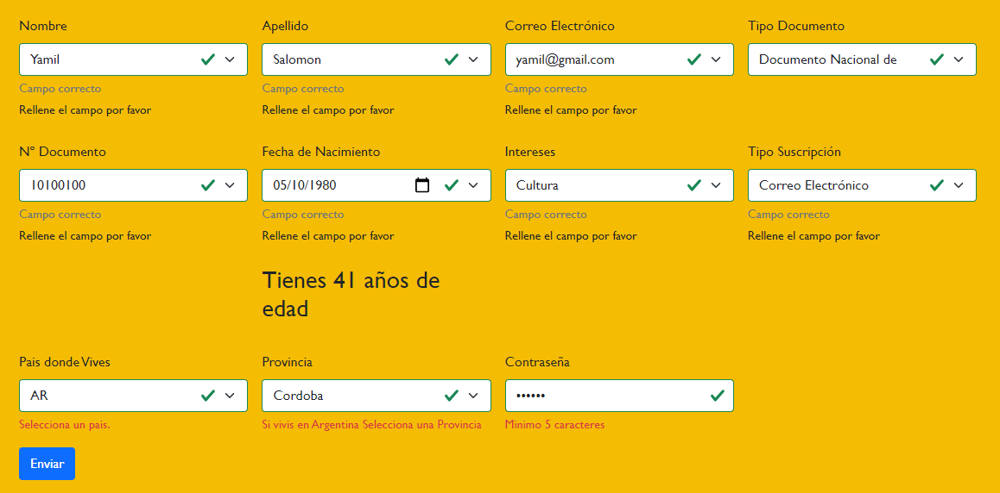 Nombre
Apellido
Correo Electrónico
Tipo Documento
Yamil
Salomon
yamil@gmail.com
Documento Nacional de
Campo correcto
Campo correcto
Campo correcto
Rellene el campo por favor
Rellene el campo por favor
Rellene el campo por favor
Nº Documento
Fecha de Nacimiento
Intereses
Tipo Suscripción
10100100
05/10/1980
Cultura
Correo Electrónico
Campo correcto
Campo correcto
Campo correcto
Campo correcto
Rellene el campo por favor
Rellene el campo por favor
Rellene el campo por favor
Rellene el campo por favor
Tienes 41 años de
edad
Pais donde Vives
Provincia
Contraseña
AR
Cordoba
••••••
Selecciona un pais.
Si vivis en Argentina Selecciona una Provincia
Minimo 5 caracteres
Enviar